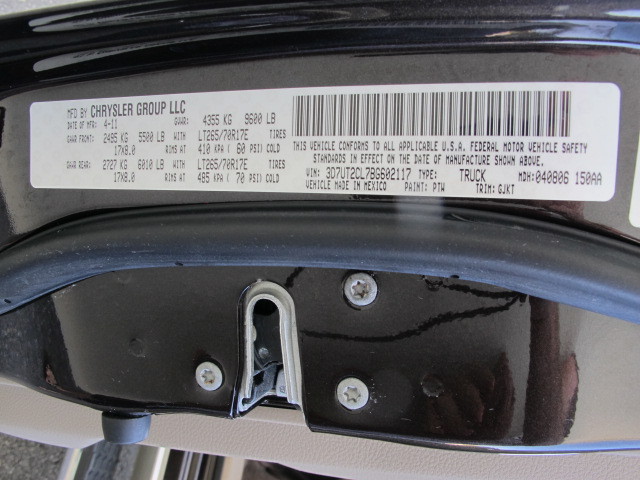 MFD BY CHRYSLER GROUP LLC
DATE OF MFR: 4-11 GVWR: 4355 KG 9600 LB
GAWR FRONT: 2495 KG 5500 LB WITH LT265/70R17E TIRES
17X8.0 RIMS AT 410 KPA ( 60 PSI) COLD
GAWR REAR: 2727 KG 6010 LB WITH LT265/70R17E TIRES
17X8.0 RIMS AT 485 KPA ( 70 PSI) COLD
THIS VEHICLE CONFORMS TO ALL APPLICABLE U.S.A. FEDERAL MOTOR VEHICLE SAFETY
STANDARDS IN EFFECT ON THE DATE OF MANUFACTURE SHOWN ABOVE.
VIN: 3D7UT2CL7BG602117 TYPE: TRUCK MDH: 040806 150AA
VEHICLE MADE IN MEXICO PAINT: PTW TRIM: GJKT